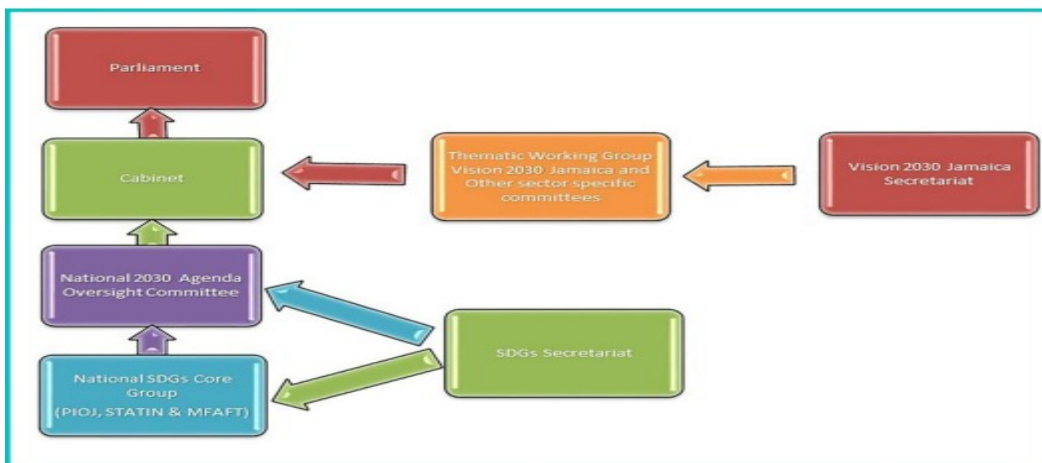 Parliament
Cabinet
Thematic Working Group
Vision 2030 Jamaica and
Other sector specific
committees
Vision 2030 Jamaica
Secretariat
National 2030 Agenda
Oversight Committee
SDGs Secretariat
National SDGs Core
Group
(PIOJ, STATIN & MFAFT)